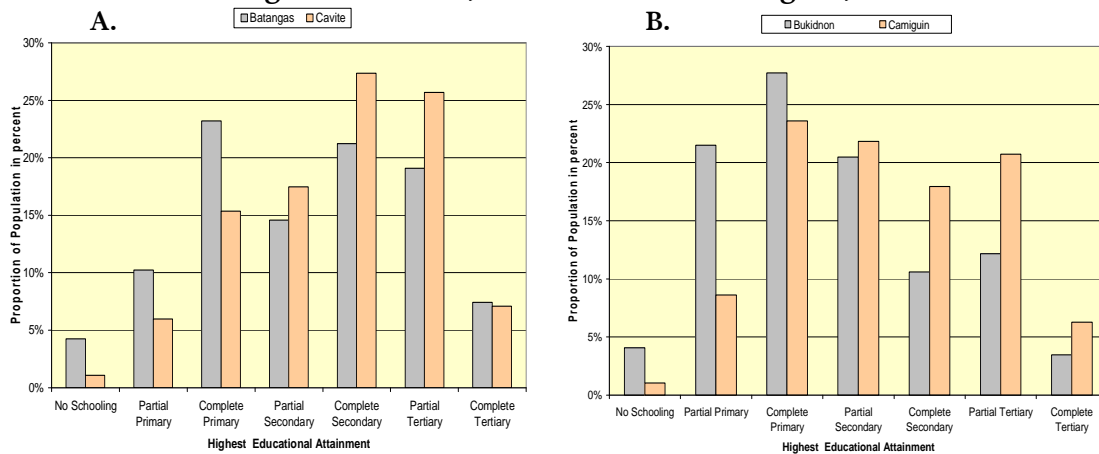 A.
Batangas Cavite
30%
25%
20%
15%
10%
5%
0%
Proportion of Population in percent
No Schooling Partial Complete Partial Complete Partial Complete
Primary Primary Secondary Secondary Tertiary Tertiary
Highest Educational Attainment
B.
Bukidnon Camiguin
30%
25%
20%
15%
10%
5%
0%
Proportion of Population in percent
No Schooling Partial Primary Complete Partial Complete Partial Tertiary Complete
Primary Secondary Secondary Tertiary
Highest Educational Attainment